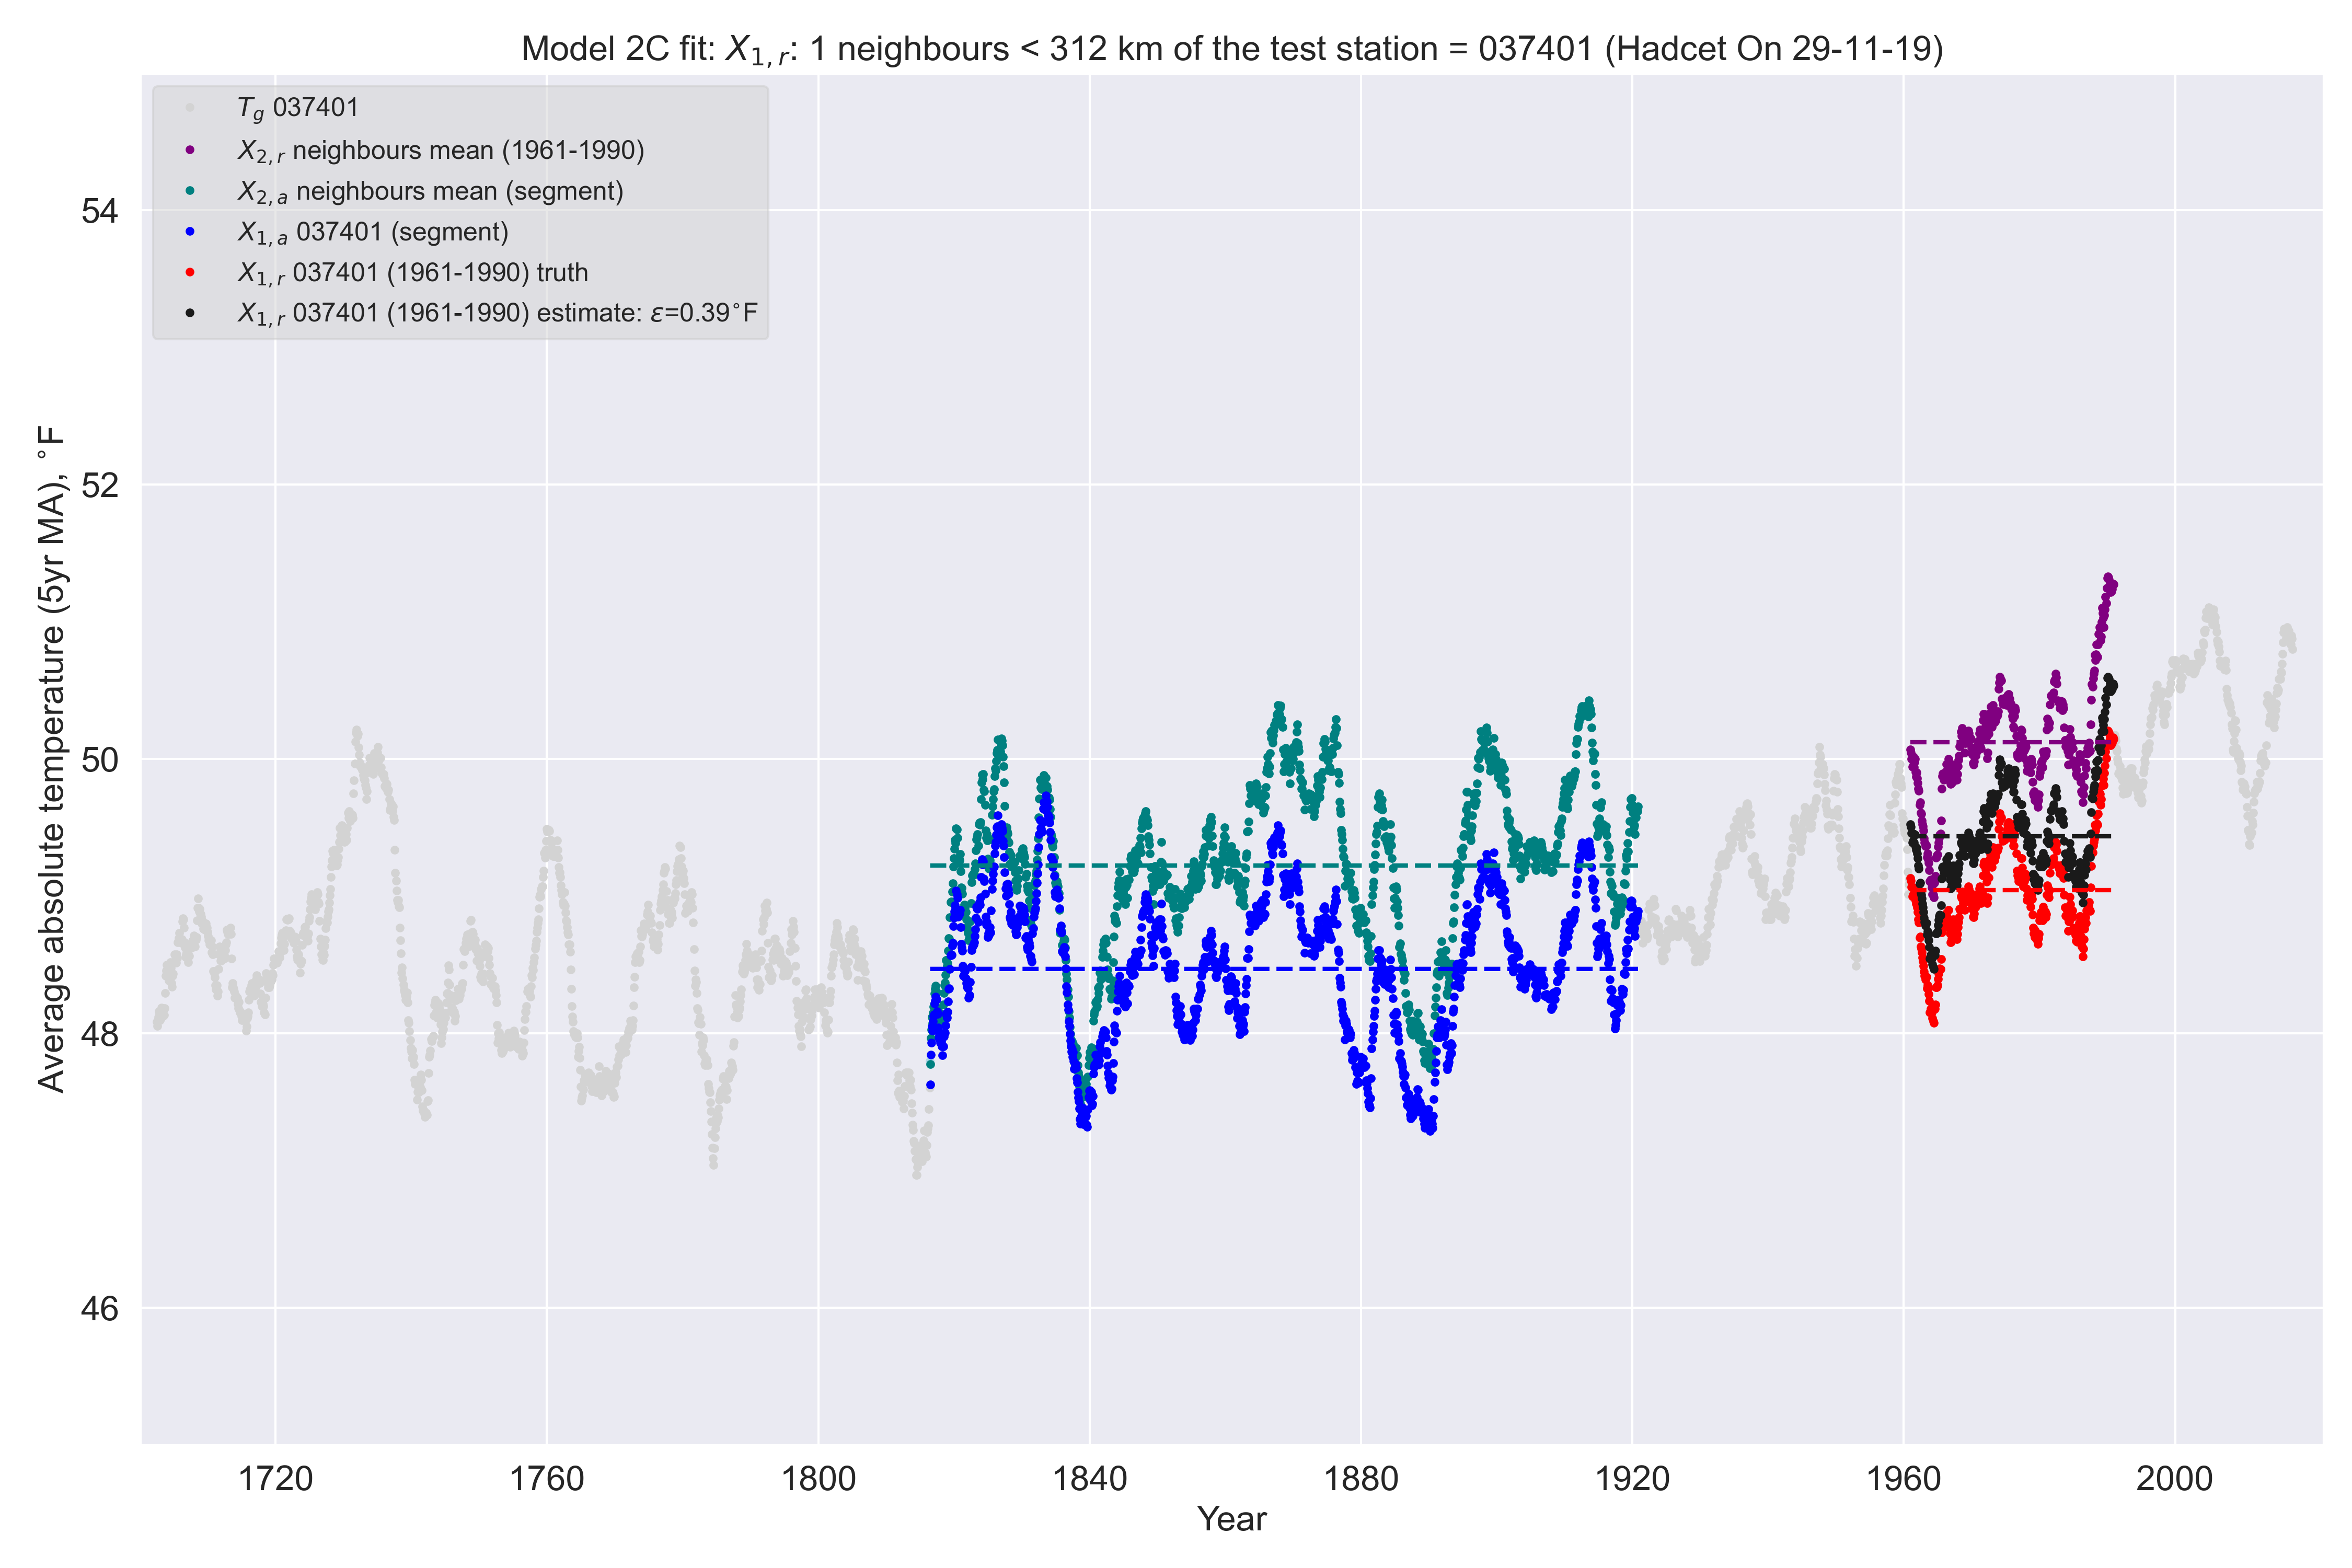 Model 2C fit: X1,r: 1 neighbours < 312 km of the test station = 037401 (Hadcet On 29-11-19)
Tg 037401
X2,r neighbours mean (1961-1990)
X2,a neighbours mean (segment)
X1,a 037401 (segment)
X1,r 037401 (1961-1990) truth
X1,r 037401 (1961-1990) estimate: ε=0.39°F
Average absolute temperature (5yr MA), °F
54
52
50
48
46
1720 1760 1800 1840 1880 1920 1960 2000
Year